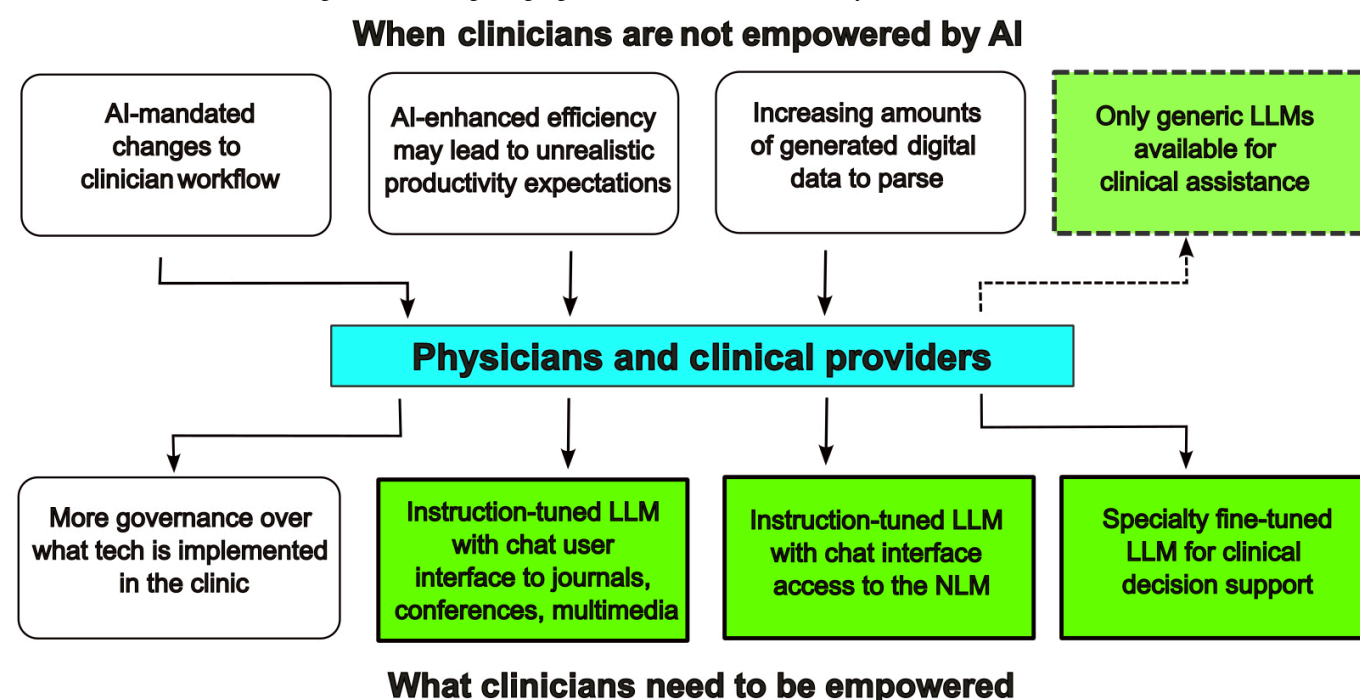 When clinicians are not empowered by AI
AI-mandated
changes to
clinician workflow
AI-enhanced efficiency
may lead to unrealistic
productivity expectations
Increasing amounts
of generated digital
data to parse
Only generic LLMs
available for
clinical assistance
Physicians and clinical providers
More governance over
what tech is implemented
in the clinic
Instruction-tuned LLM
with chat user
interface to journals,
conferences, multimedia
Instruction-tuned LLM
with chat interface
access to the NLM
Specialty fine-tuned
LLM for clinical
decision support
What clinicians need to be empowered